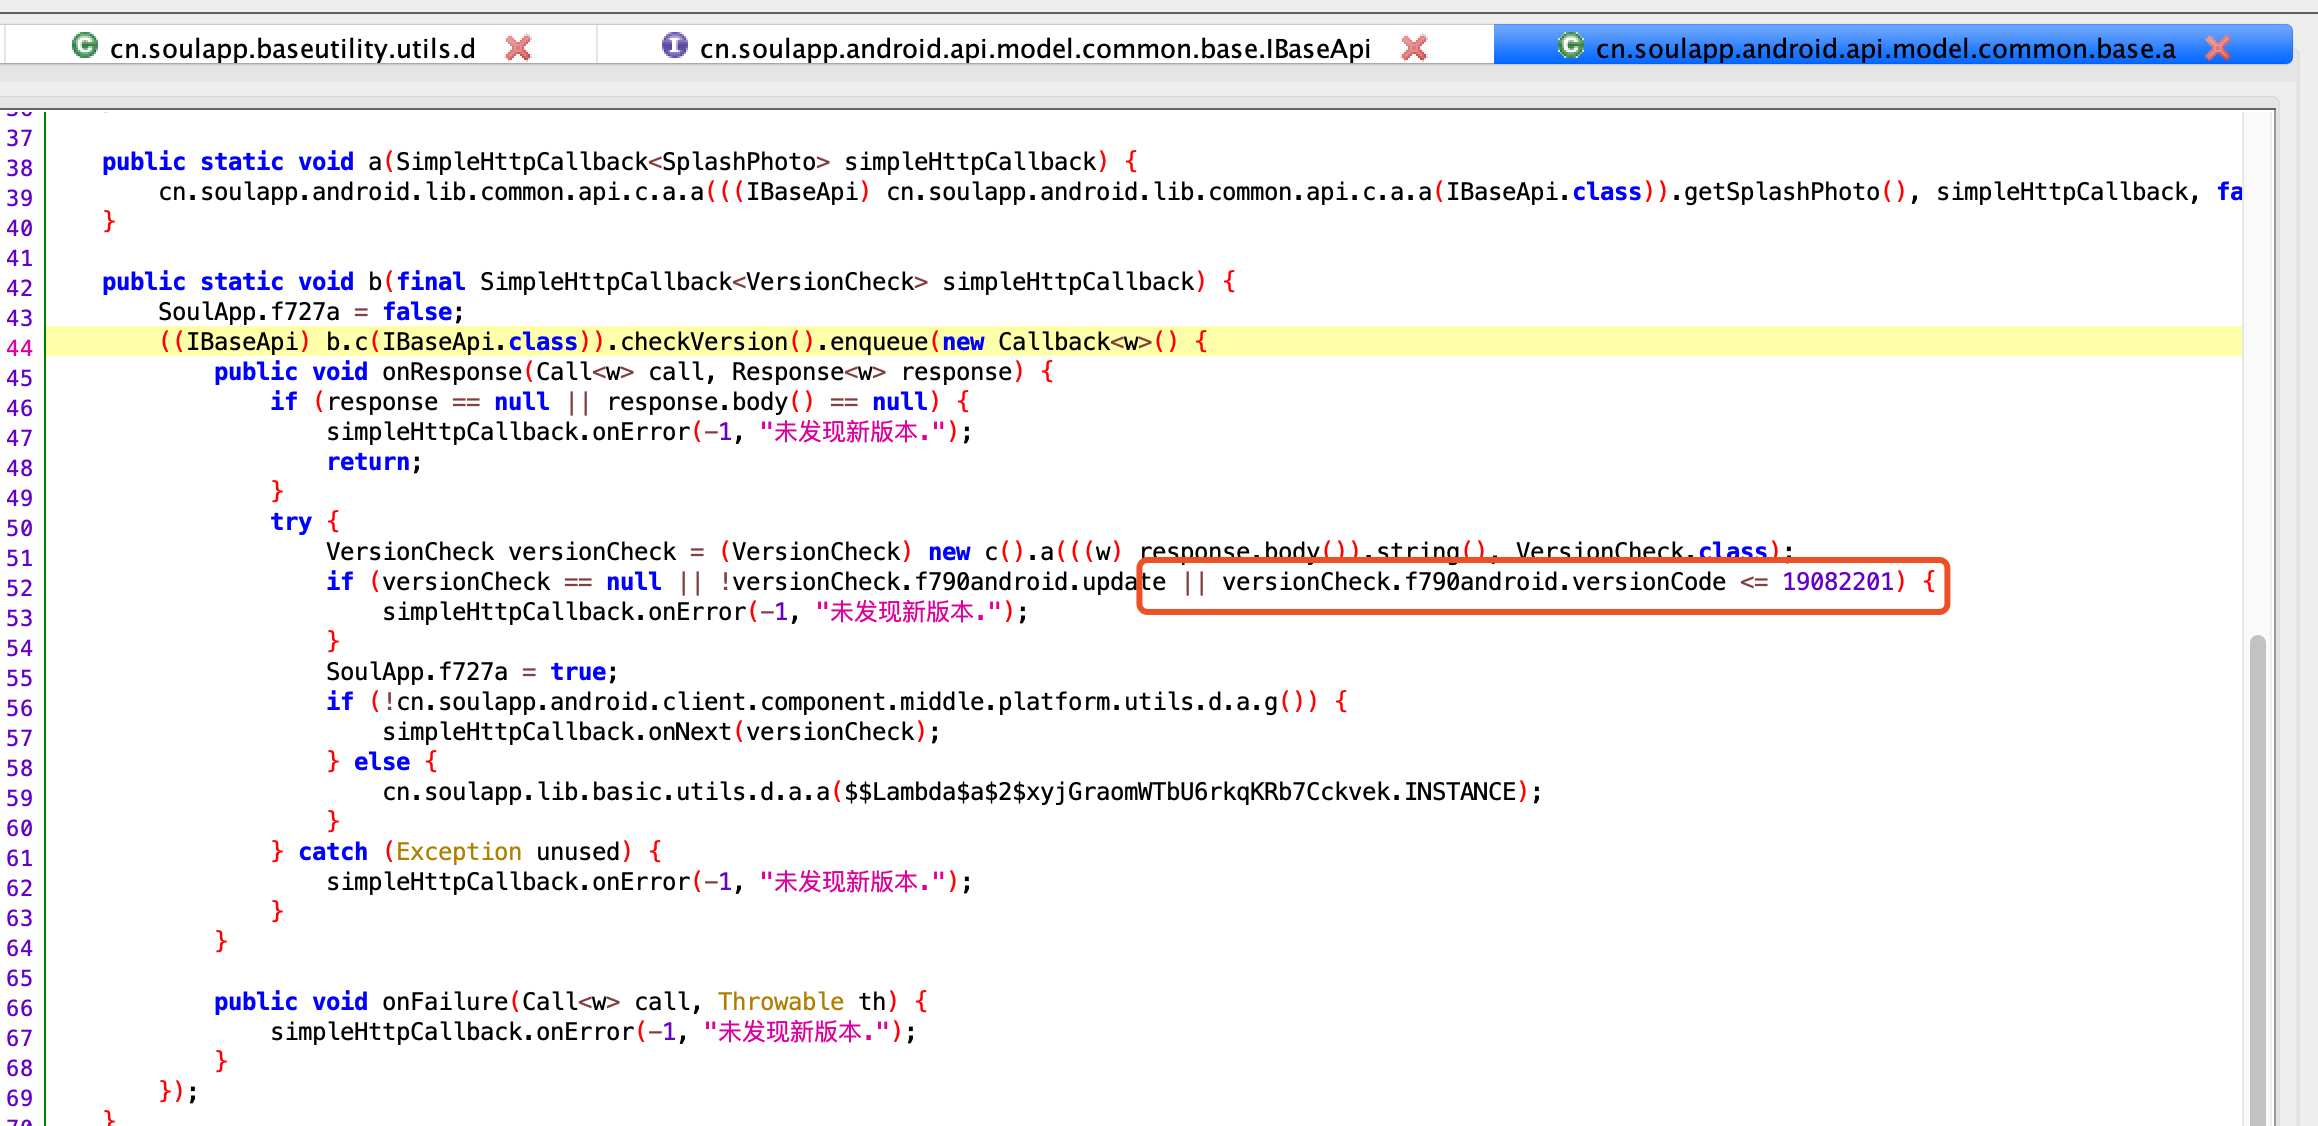 cn.soulapp.baseutility.utils.d cn.soulapp.android.api.model.common.base.IBaseApi cn.soulapp.android.api.model.common.base.a
37
38 public static void a(SimpleHttpCallback<SplashPhoto> simpleHttpCallback) {
39 cn.soulapp.android.lib.common.api.c.a.a(((IBaseApi) cn.soulapp.android.lib.common.api.c.a.a(IBaseApi.class)).getSplashPhoto(), simpleHttpCallback, fa
40 }
41
42 public static void b(final SimpleHttpCallback<VersionCheck> simpleHttpCallback) {
43 SoulApp.f727a = false;
44 ((IBaseApi) b.c(IBaseApi.class)).checkVersion().enqueue(new Callback<w>() {
45 public void onResponse(Call<w> call, Response<w> response) {
46 if (response == null || response.body() == null) {
47 simpleHttpCallback.onError(-1, "未发现新版本.");
48 return;
49 }
50 try {
51 VersionCheck versionCheck = (VersionCheck) new c().a(((w) response.body()).string(), VersionCheck.class);
52 if (versionCheck == null || !versionCheck.f790android.update || versionCheck.f790android.versionCode <= 19082201) {
53 simpleHttpCallback.onError(-1, "未发现新版本.");
54 }
55 SoulApp.f727a = true;
56 if (!cn.soulapp.android.client.component.middle.platform.utils.d.a.g()) {
57 simpleHttpCallback.onNext(versionCheck);
58 } else {
59 cn.soulapp.lib.basic.utils.d.a.a($$Lambda$a$2$xyjGraomWTbU6rkqKRb7Cckvek.INSTANCE);
60 }
61 } catch (Exception unused) {
62 simpleHttpCallback.onError(-1, "未发现新版本.");
63 }
64 }
65
66 public void onFailure(Call<w> call, Throwable th) {
67 simpleHttpCallback.onError(-1, "未发现新版本.");
68 }
69 });
70 }